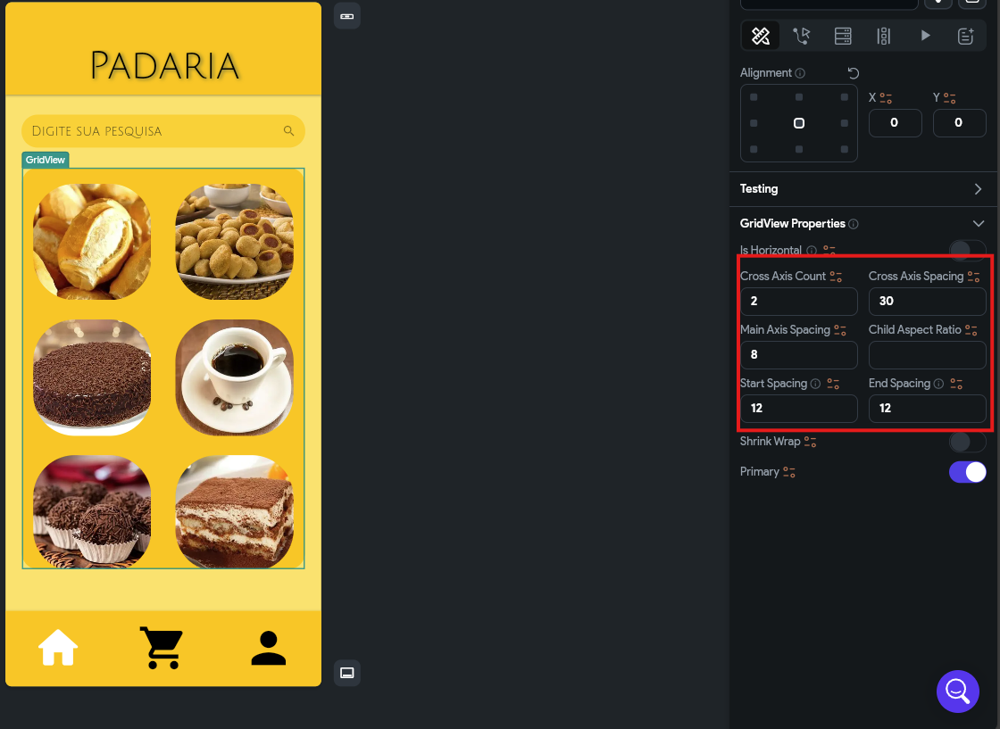 PADARIA
DIGITE SUA PESQUISA
GridView
Alignment
X
Y
0
0
Testing
GridView Properties
Is Horizontal
Cross Axis Count
Cross Axis Spacing
2
30
Main Axis Spacing
Child Aspect Ratio
8
Start Spacing
End Spacing
12
12
Shrink Wrap
Primary